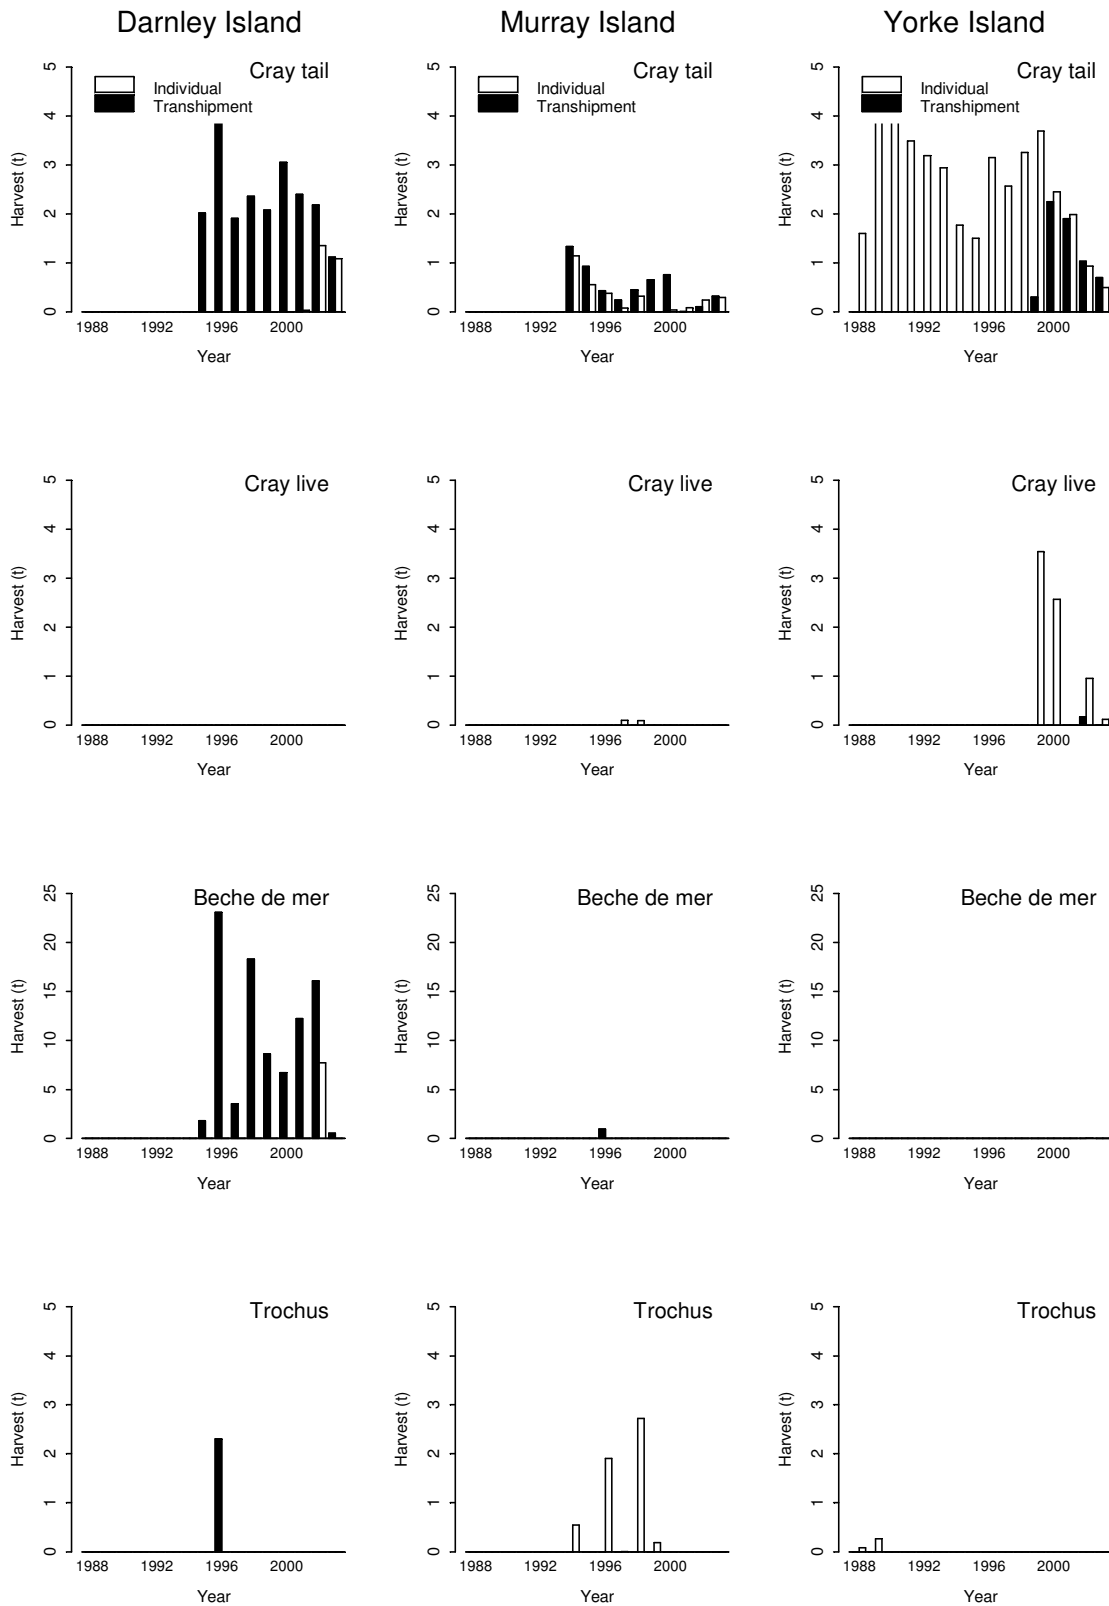 Darnley Island
Murray Island
Yorke Island
Cray tail
Individual
Transhipment
Harvest (t)
0 1 2 3 4 5
1988 1992 1996 2000
Year
Cray tail
Individual
Transhipment
Harvest (t)
0 1 2 3 4 5
1988 1992 1996 2000
Year
Cray tail
Individual
Transhipment
Harvest (t)
0 1 2 3 4 5
1988 1992 1996 2000
Year
Cray live
Harvest (t)
0 1 2 3 4 5
1988 1992 1996 2000
Year
Cray live
Harvest (t)
0 1 2 3 4 5
1988 1992 1996 2000
Year
Cray live
Harvest (t)
0 1 2 3 4 5
1988 1992 1996 2000
Year
Beche de mer
Harvest (t)
0 5 10 15 20 25
1988 1992 1996 2000
Year
Beche de mer
Harvest (t)
0 5 10 15 20 25
1988 1992 1996 2000
Year
Beche de mer
Harvest (t)
0 5 10 15 20 25
1988 1992 1996 2000
Year
Trochus
Harvest (t)
0 1 2 3 4 5
1988 1992 1996 2000
Year
Trochus
Harvest (t)
0 1 2 3 4 5
1988 1992 1996 2000
Year
Trochus
Harvest (t)
0 1 2 3 4 5
1988 1992 1996 2000
Year